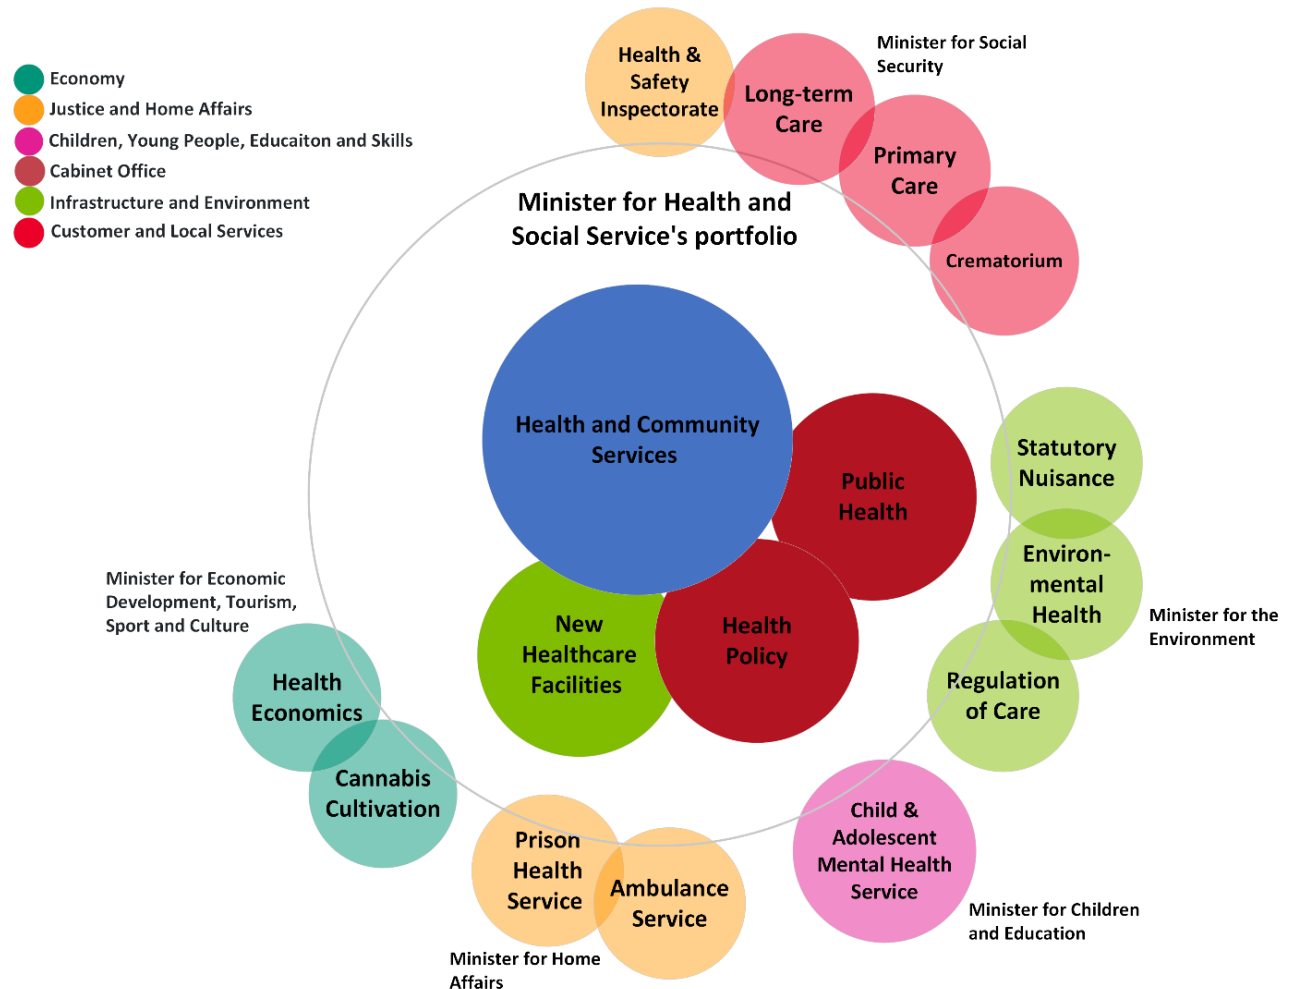 Economy
Justice and Home Affairs
Children, Young People, Educaiton and Skills
Cabinet Office
Infrastructure and Environment
Customer and Local Services
Health &
Safety
Inspectorate
Long-term
Care
Minister for Social
Security
Primary
Care
Crematorium
Minister for Health and
Social Service's portfolio
Health and Community
Services
Public
Health
Statutory
Nuisance
Environ-
mental
Health
Minister for the
Environment
Regulation
of Care
New
Healthcare
Facilities
Health
Policy
Minister for Economic
Development, Tourism,
Sport and Culture
Health
Economics
Cannabis
Cultivation
Prison
Health
Service
Ambulance
Service
Minister for Home
Affairs
Child &
Adolescent
Mental Health
Service
Minister for Children
and Education